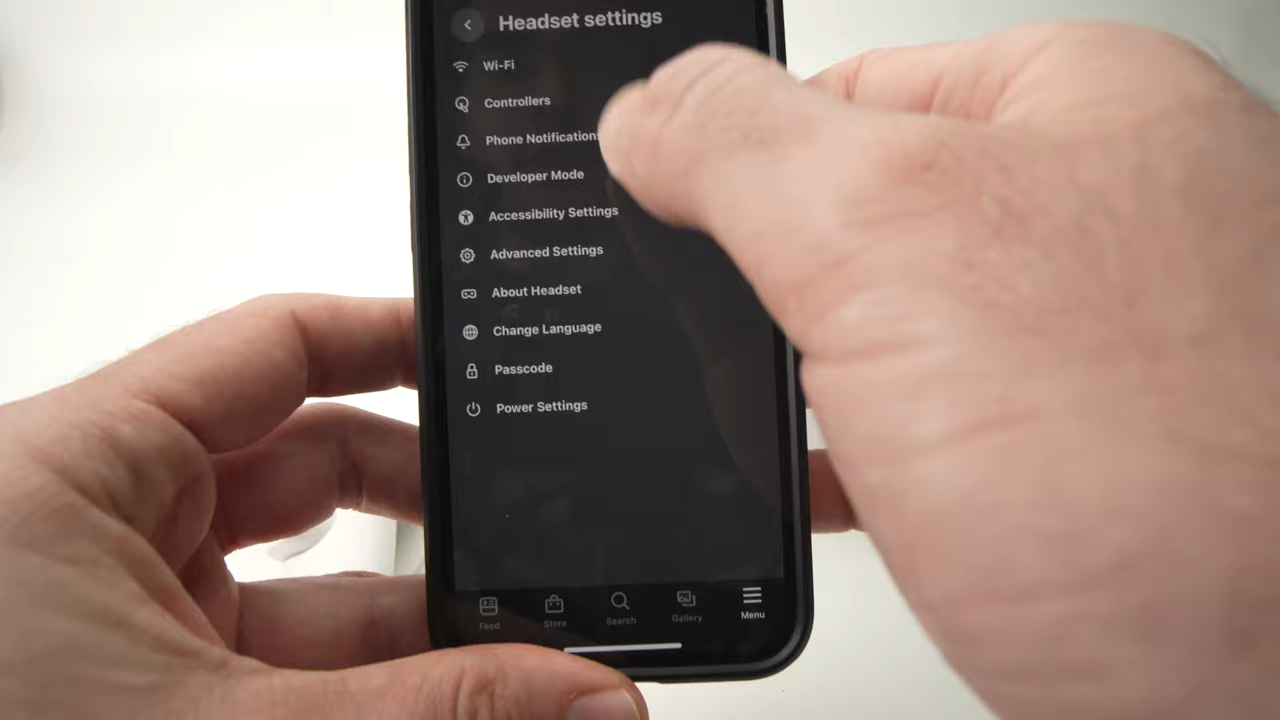 Headset settings
Wi-Fi
Controllers
Phone Notifications
Developer Mode
Accessibility Settings
Advanced Settings
About Headset
Change Language
Passcode
Power Settings
Feed
Store
Search
Gallery
Menu